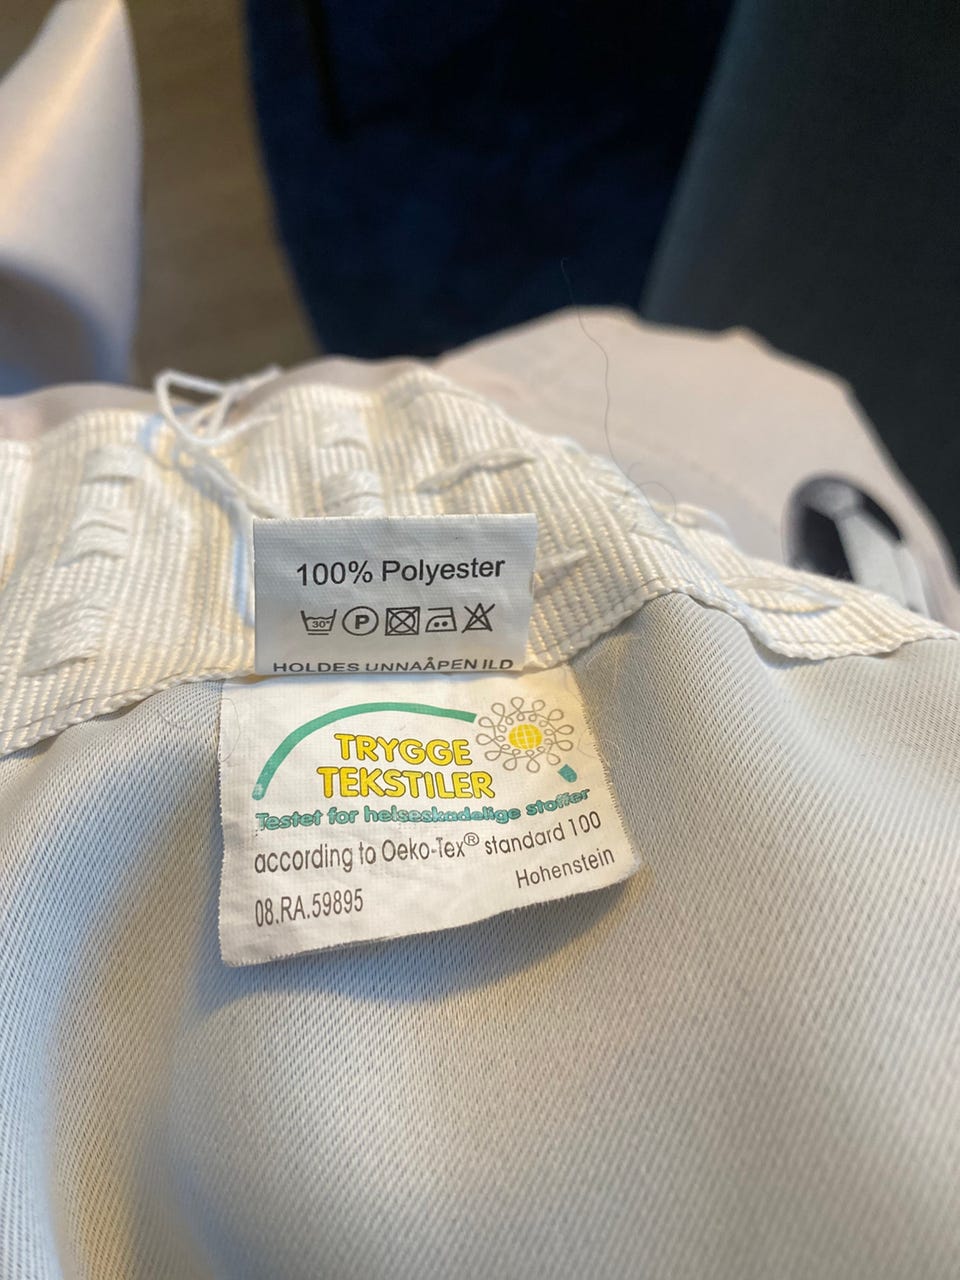 100% Polyester
30°
P
HOLDES UNNAÅPEN ILD
TRYGGE
TEKSTILER
Testet for helseskadelige stoffer
according to Oeko-Tex® standard 100
08.RA.59895
Hohenstein